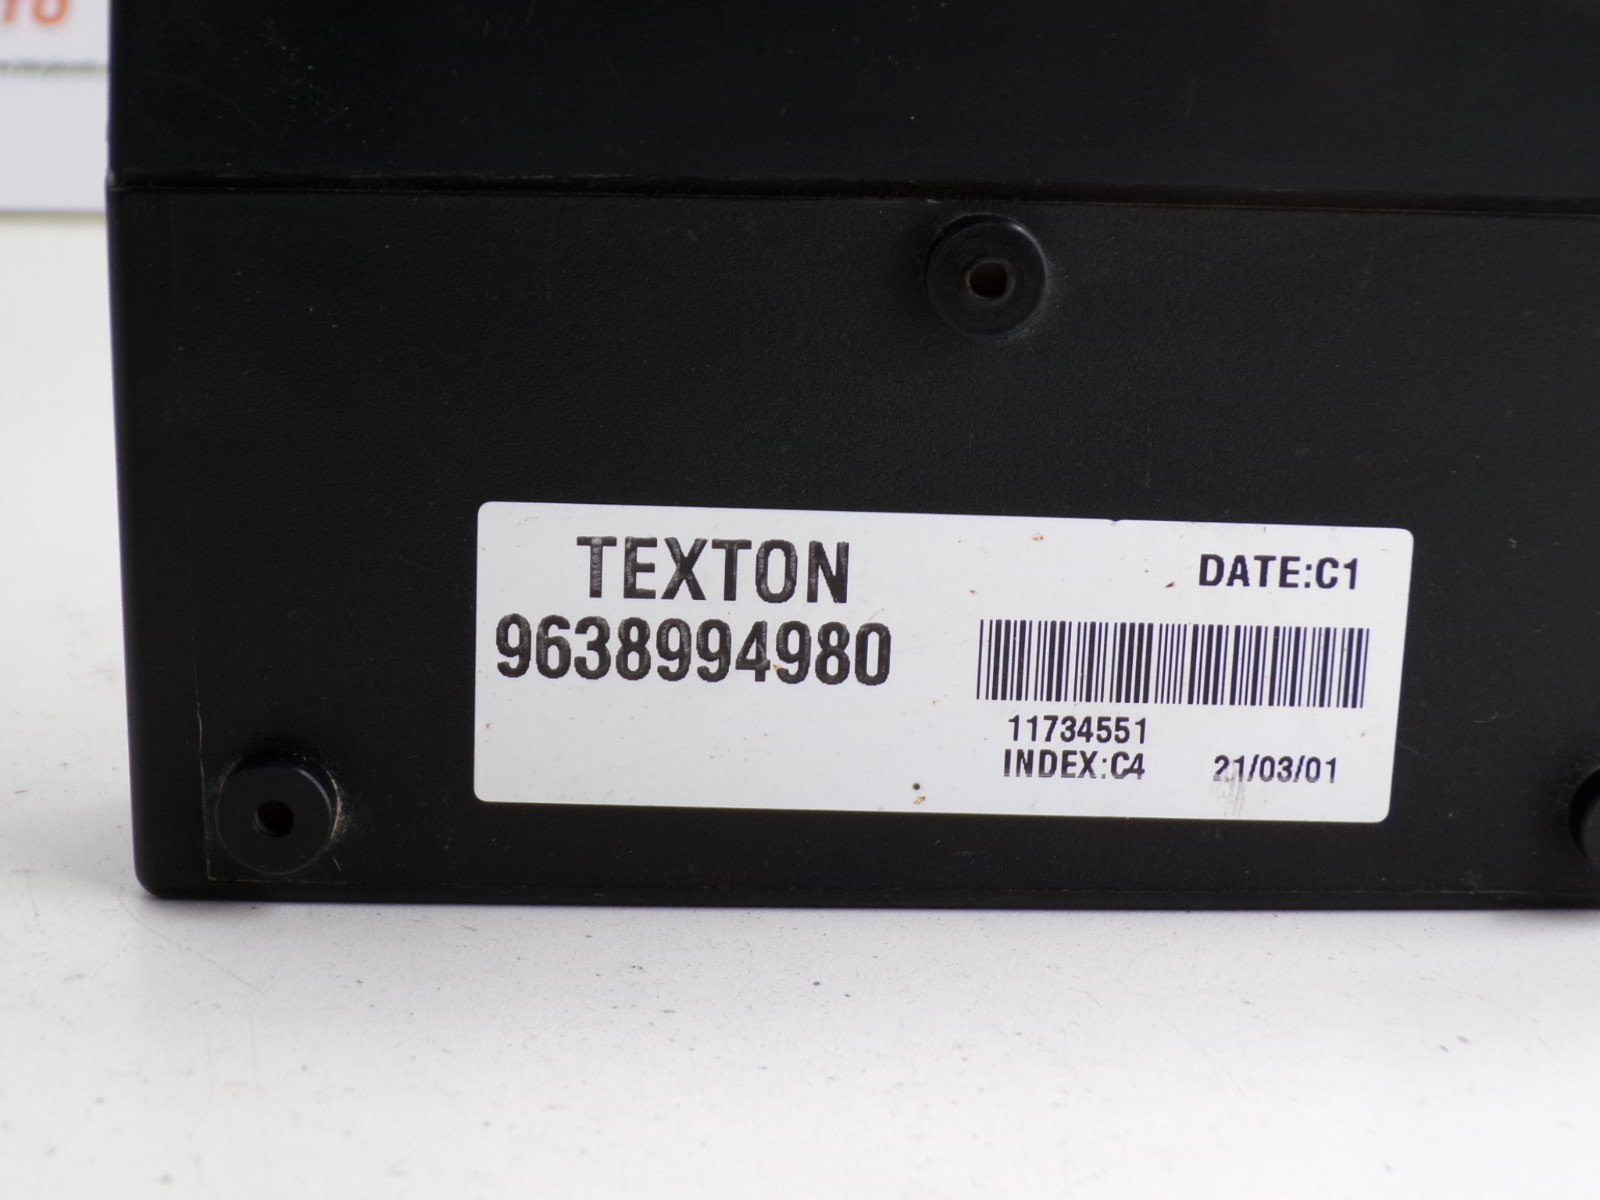 TEXTON
9638994980
DATE:C1
11734551
INDEX:C4 21/03/01